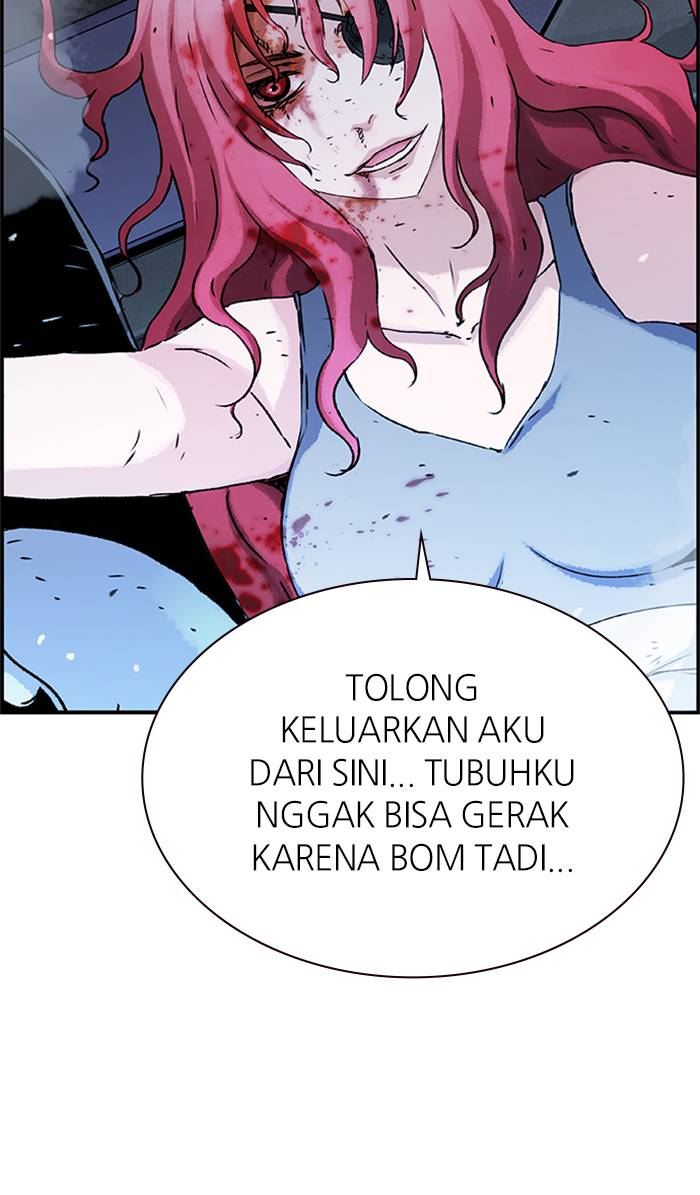 TOLONG
KELUARKAN AKU
DARI SINI... TUBUHKU
NGGAK BISA GERAK
KARENA BOM TADI...